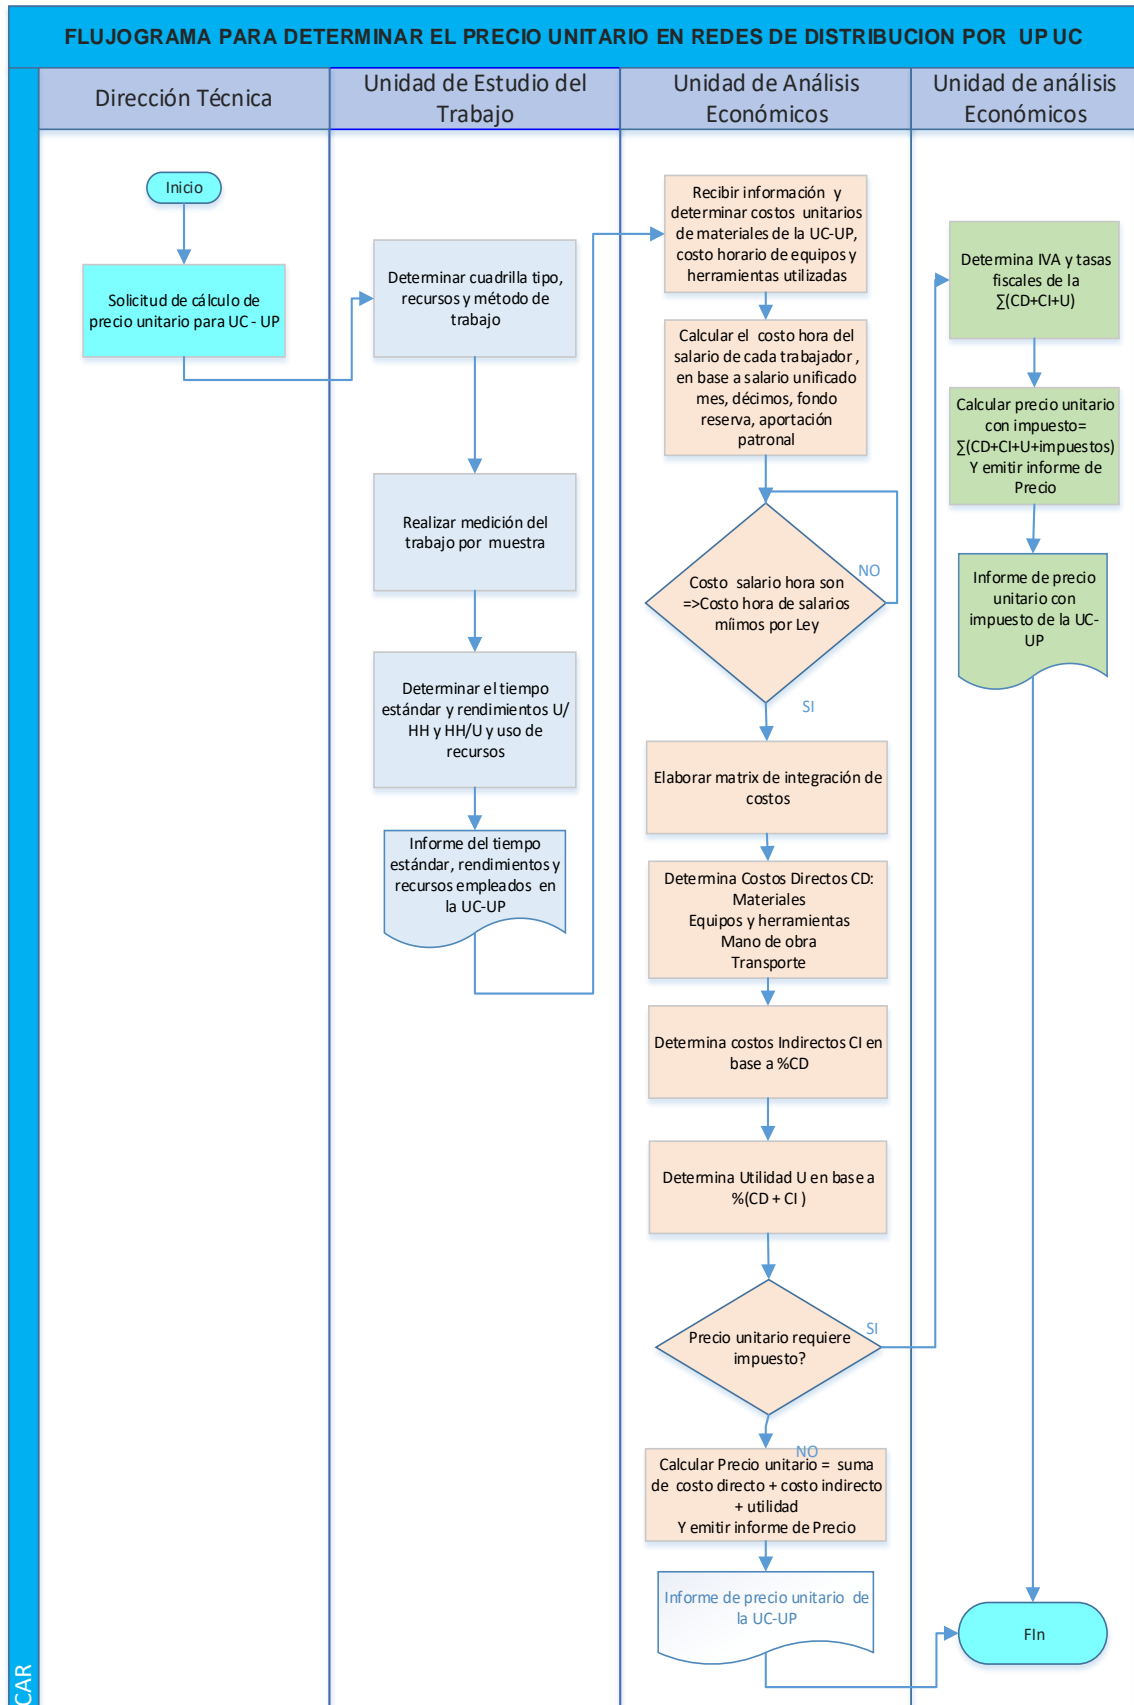 FLUJOGRAMA PARA DETERMINAR EL PRECIO UNITARIO EN REDES DE DISTRIBUCION POR UP UC
Dirección Técnica
Unidad de Estudio del
Trabajo
Unidad de Análisis
Económicos
Unidad de análisis
Económicos
Inicio
Solicitud de cálculo de
precio unitario para UC - UP
Determinar cuadrilla tipo,
recursos y método de
trabajo
Realizar medición del
trabajo por muestra
Determinar el tiempo
estándar y rendimientos U/
HH y HH/U y uso de
recursos
Informe del tiempo
estándar, rendimientos y
recursos empleados en
la UC-UP
Recibir información y
determinar costos unitarios
de materiales de la UC-UP,
costo horario de equipos y
herramientas utilizadas
Calcular el costo hora del
salario de cada trabajador ,
en base a salario unificado
mes, décimos, fondo
reserva, aportación
patronal
Costo salario hora son
=>Costo hora de salarios
míimos por Ley
NO
SI
Elaborar matrix de integración de
costos
Determina Costos Directos CD:
Materiales
Equipos y herramientas
Mano de obra
Transporte
Determina costos Indirectos CI en
base a %CD
Determina Utilidad U en base a
%(CD + CI )
Precio unitario requiere
impuesto?
SI
NO
Calcular Precio unitario = suma
de costo directo + costo indirecto
+ utilidad
Y emitir informe de Precio
Informe de precio unitario de
la UC-UP
Determina IVA y tasas
fiscales de la
∑(CD+CI+U)
Calcular precio unitario
con impuesto=
∑(CD+CI+U+impuestos)
Y emitir informe de
Precio
Informe de precio
unitario con
impuesto de la UC-
UP
FIn
CAR